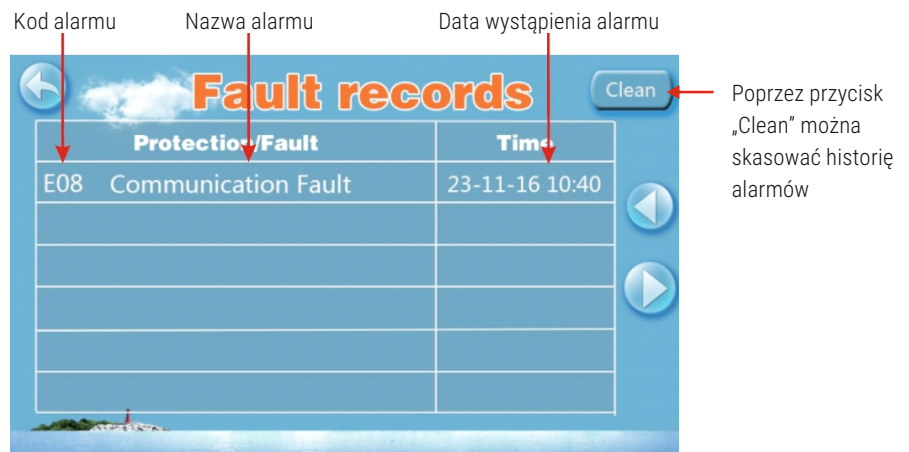 Kod alarmu Nazwa alarmu Data wystąpienia alarmu
Fault records
Clean
Poprzez przycisk
„Clean” można
skasować historię
alarmów
Protection/Fault Time
E08 Communication Fault 23-11-16 10:40